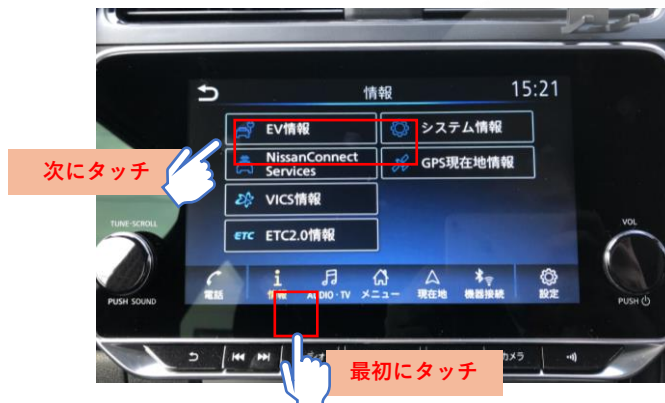 情報
15:21
EV情報
システム情報
NissanConnect
Services
GPS現在地情報
VICS情報
ETC ETC2.0情報
次にタッチ
TUNE·SCROLL
VOL
PUSH SOUND
PUSH
電話
情報
AUDIO·TV
メニュー
現在地
機器接続
設定
カメラ
最初にタッチ